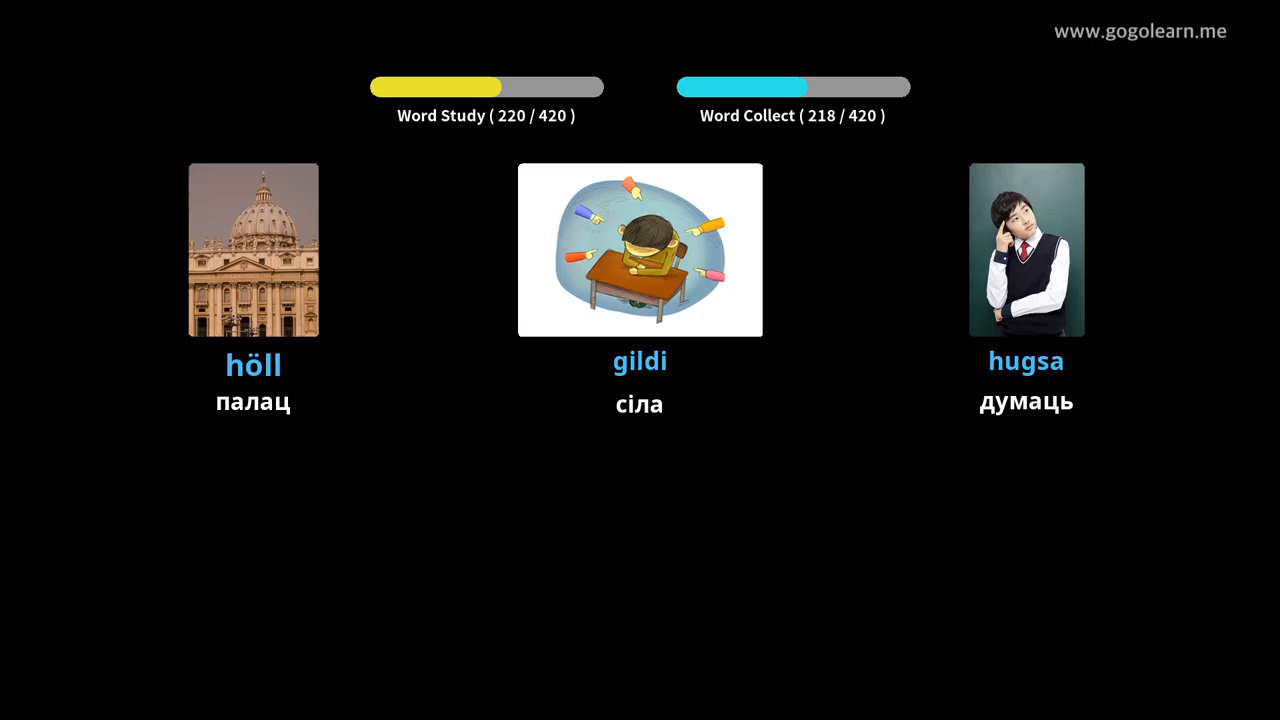 www.gogolearn.me
Word Study ( 220 / 420 )
Word Collect ( 218 / 420 )
höll
gildi
hugsa
палац
сіла
думаць